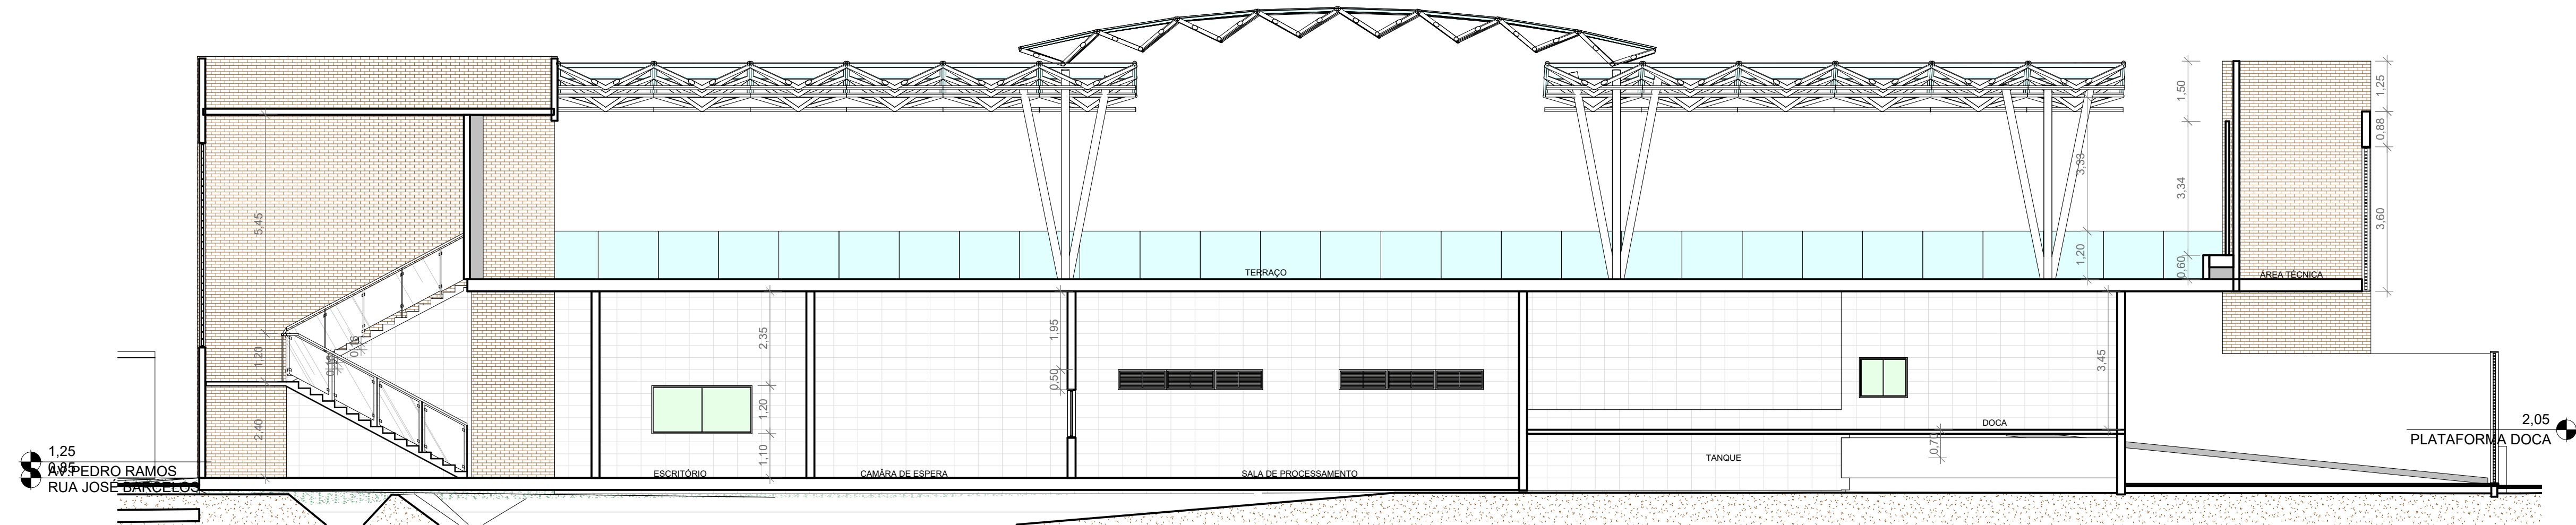 1,50
1,25
0,88
3,33
3,34
3,60
5,45
1,20
0,60
TERRAÇO
ÁREA TÉCNICA
2,35
1,95
0,50
3,45
1,20
0,16
1,20
2,40
1,10
0,70
DOCA
TANQUE
ESCRITÓRIO
CAMÂRA DE ESPERA
SALA DE PROCESSAMENTO
1,25
0,85
AV.PEDRO RAMOS
RUA JOSÉ BARCELOS
2,05
PLATAFORMA DOCA